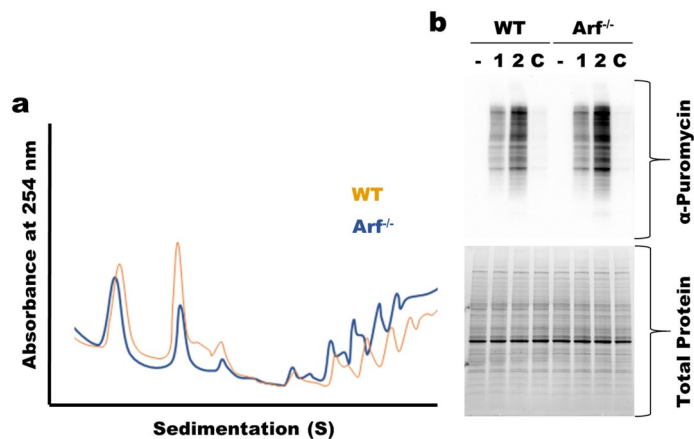 a
Absorbance at 254 nm
WT
Arf-/-
Sedimentation (S)
b
WT Arf-/-
- 1 2 C - 1 2 C
α-Puromycin
Total Protein